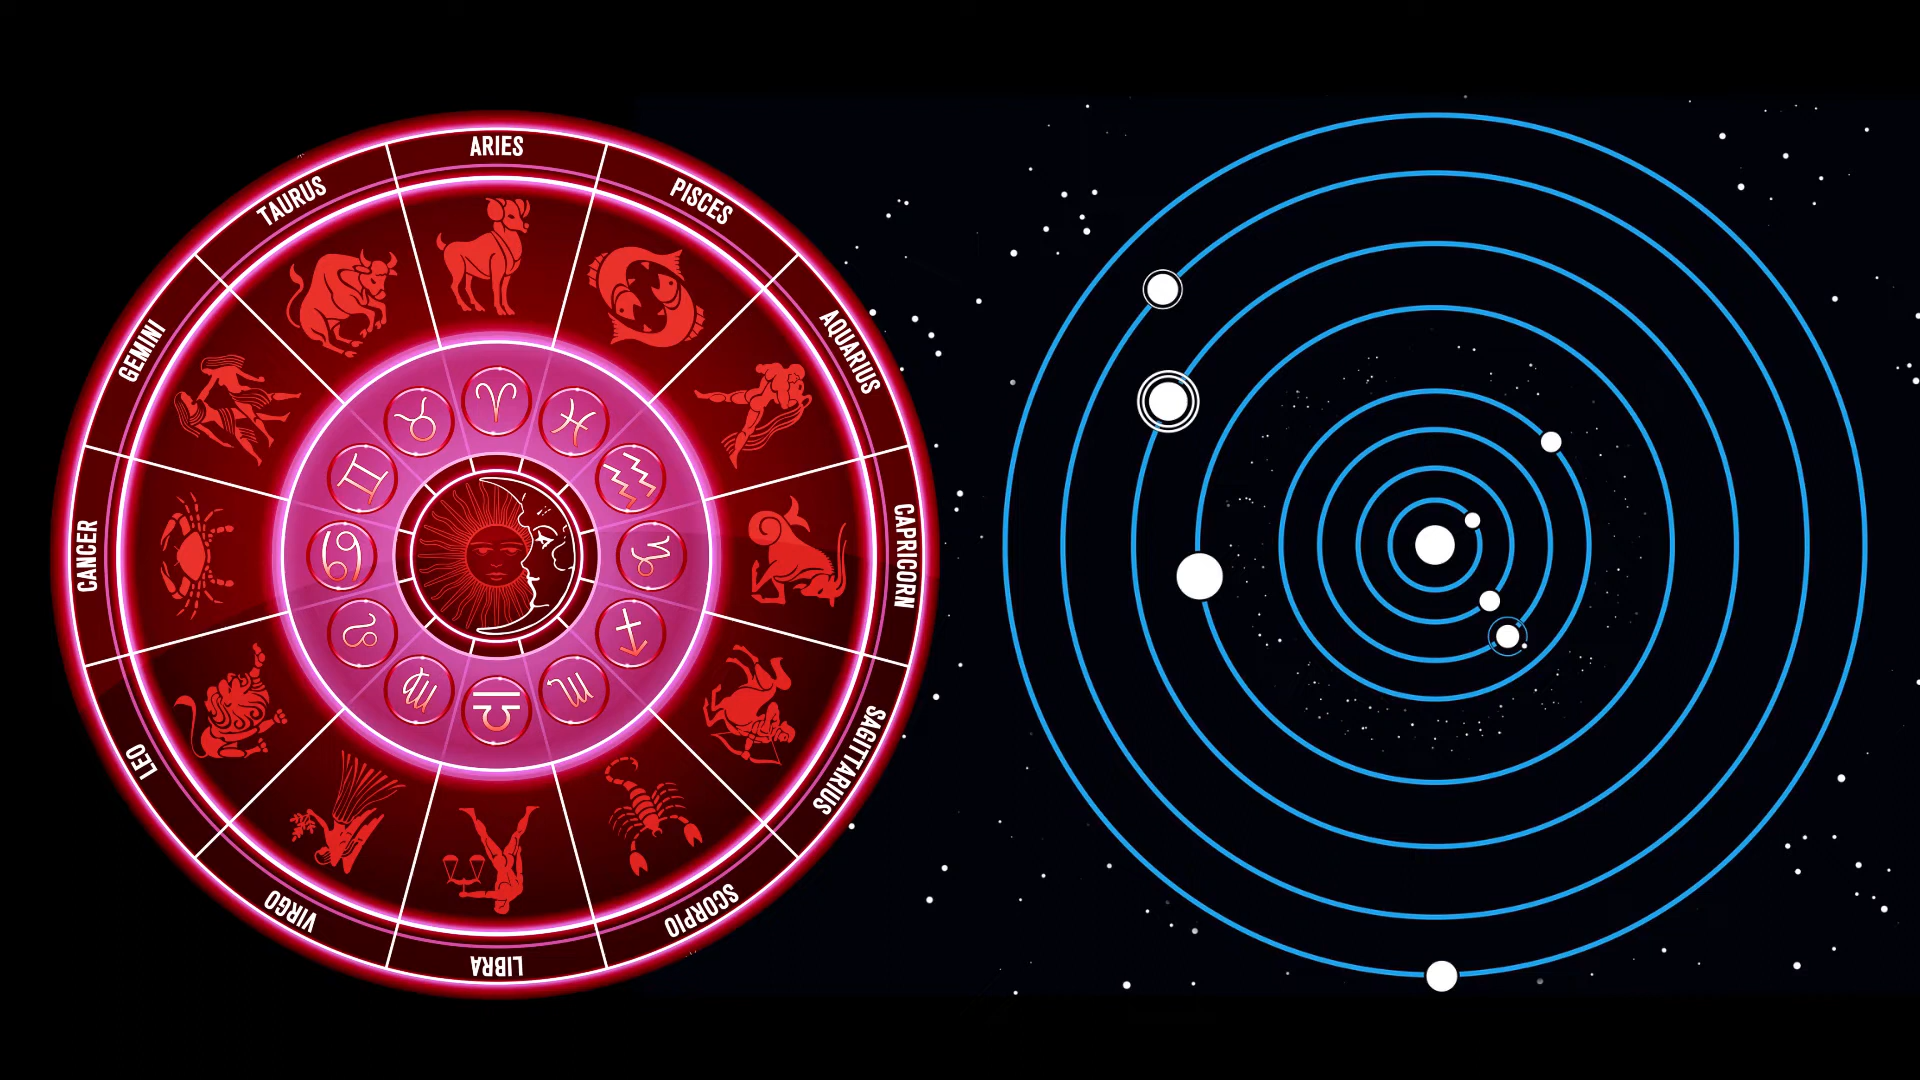 ARIES
PISCES
AQUARIUS
CAPRICORN
SAGITTARIUS
SCORPIO
LIBRA
VIRGO
LEO
CANCER
GEMINI
TAURUS